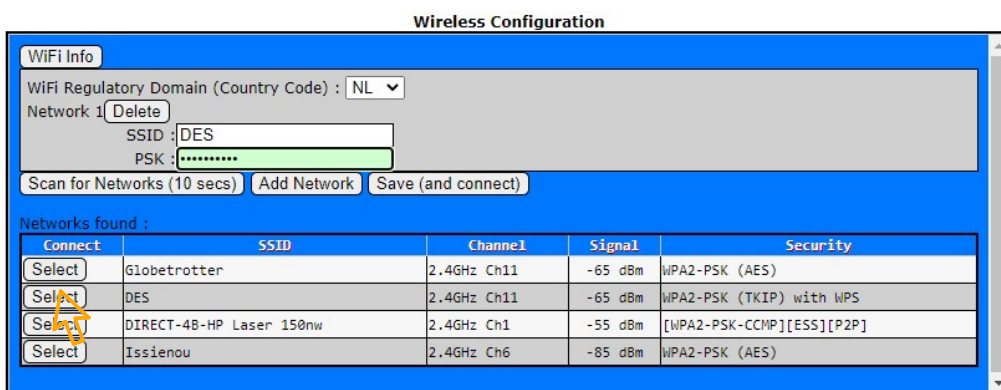 Wireless Configuration
WiFi Info
WiFi Regulatory Domain (Country Code) : NL
Network 1 Delete
SSID : DES
PSK : ••••••••••
Scan for Networks (10 secs) Add Network Save (and connect)
Networks found :
Connect SSID Channel Signal Security
Select Globetrotter 2.4GHz Ch11 -65 dBm WPA2-PSK (AES)
Select DES 2.4GHz Ch11 -65 dBm WPA2-PSK (TKIP) with WPS
Select DIRECT-4B-HP Laser 150nw 2.4GHz Ch1 -55 dBm [WPA2-PSK-CCMP][ESS][P2P]
Select Issienou 2.4GHz Ch6 -85 dBm WPA2-PSK (AES)